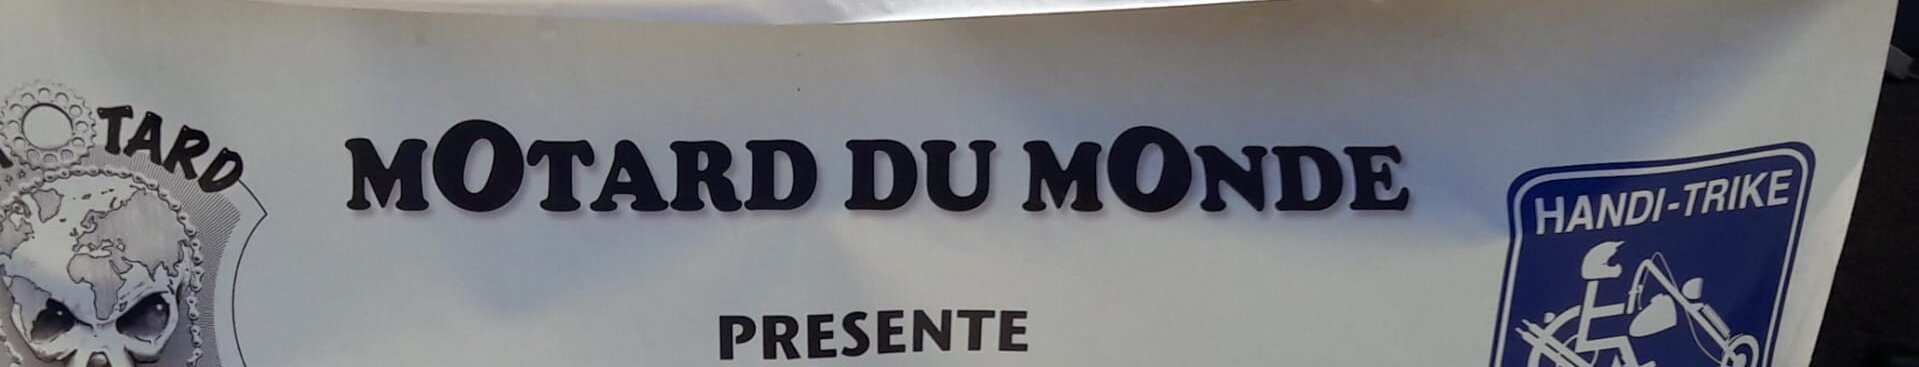 TARD
MOTARD DU MONDE
HANDI-TRIKE
PRESENTE